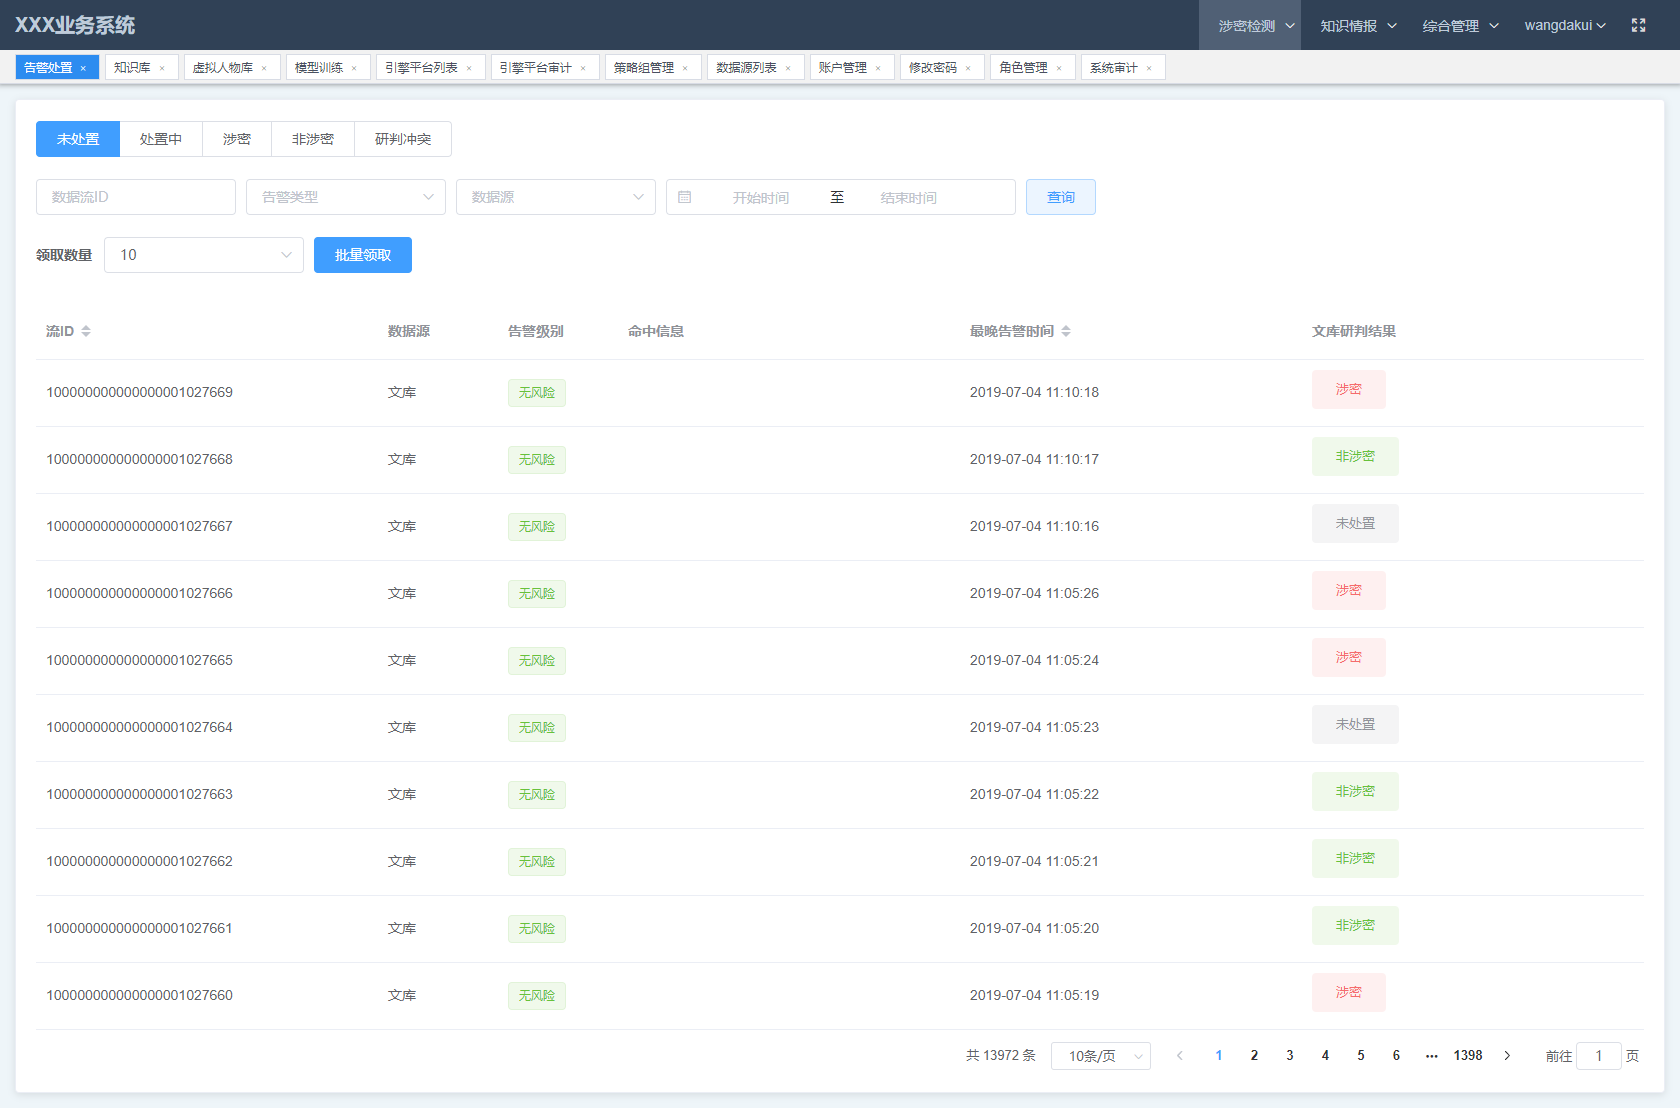 XXX业务系统 涉密检测 知识情报 综合管理 wangdakui
告警处置 × 知识库 × 虚拟人物库 × 模型训练 × 引擎平台列表 × 引擎平台审计 × 策略组管理 × 数据源列表 × 账户管理 × 修改密码 × 角色管理 × 系统审计 ×
未处置 处置中 涉密 非涉密 研判冲突
数据流ID 告警类型 数据源 开始时间 至 结束时间 查询
领取数量 10 批量领取
流ID 数据源 告警级别 命中信息 最晚告警时间 文库研判结果
100000000000000001027669 文库 无风险 2019-07-04 11:10:18 涉密
100000000000000001027668 文库 无风险 2019-07-04 11:10:17 非涉密
100000000000000001027667 文库 无风险 2019-07-04 11:10:16 未处置
100000000000000001027666 文库 无风险 2019-07-04 11:05:26 涉密
100000000000000001027665 文库 无风险 2019-07-04 11:05:24 涉密
100000000000000001027664 文库 无风险 2019-07-04 11:05:23 未处置
100000000000000001027663 文库 无风险 2019-07-04 11:05:22 非涉密
100000000000000001027662 文库 无风险 2019-07-04 11:05:21 非涉密
100000000000000001027661 文库 无风险 2019-07-04 11:05:20 非涉密
100000000000000001027660 文库 无风险 2019-07-04 11:05:19 涉密
共 13972 条 10条/页 < 1 2 3 4 5 6 ··· 1398 > 前往 1 页